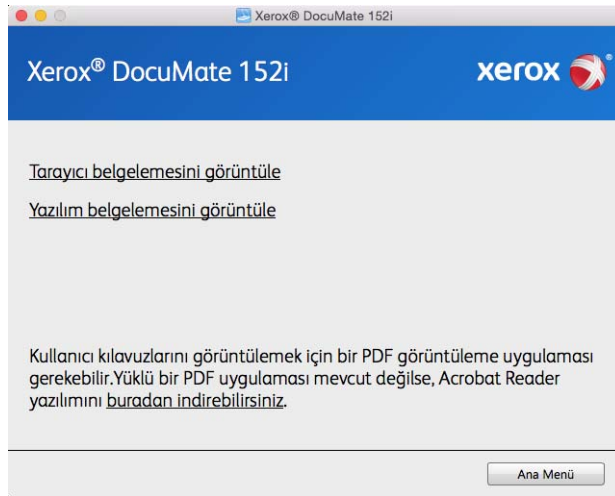 Xerox® DocuMate 152i
Xerox® DocuMate 152i
xerox ®
Tarayıcı belgelemesini görüntüle
Yazılım belgelemesini görüntüle
Kullanıcı kılavuzlarını görüntülemek için bir PDF görüntüleme uygulaması
gerekebilir.Yüklü bir PDF uygulaması mevcut değilse, Acrobat Reader
yazılımını buradan indirebilirsiniz.
Ana Menü